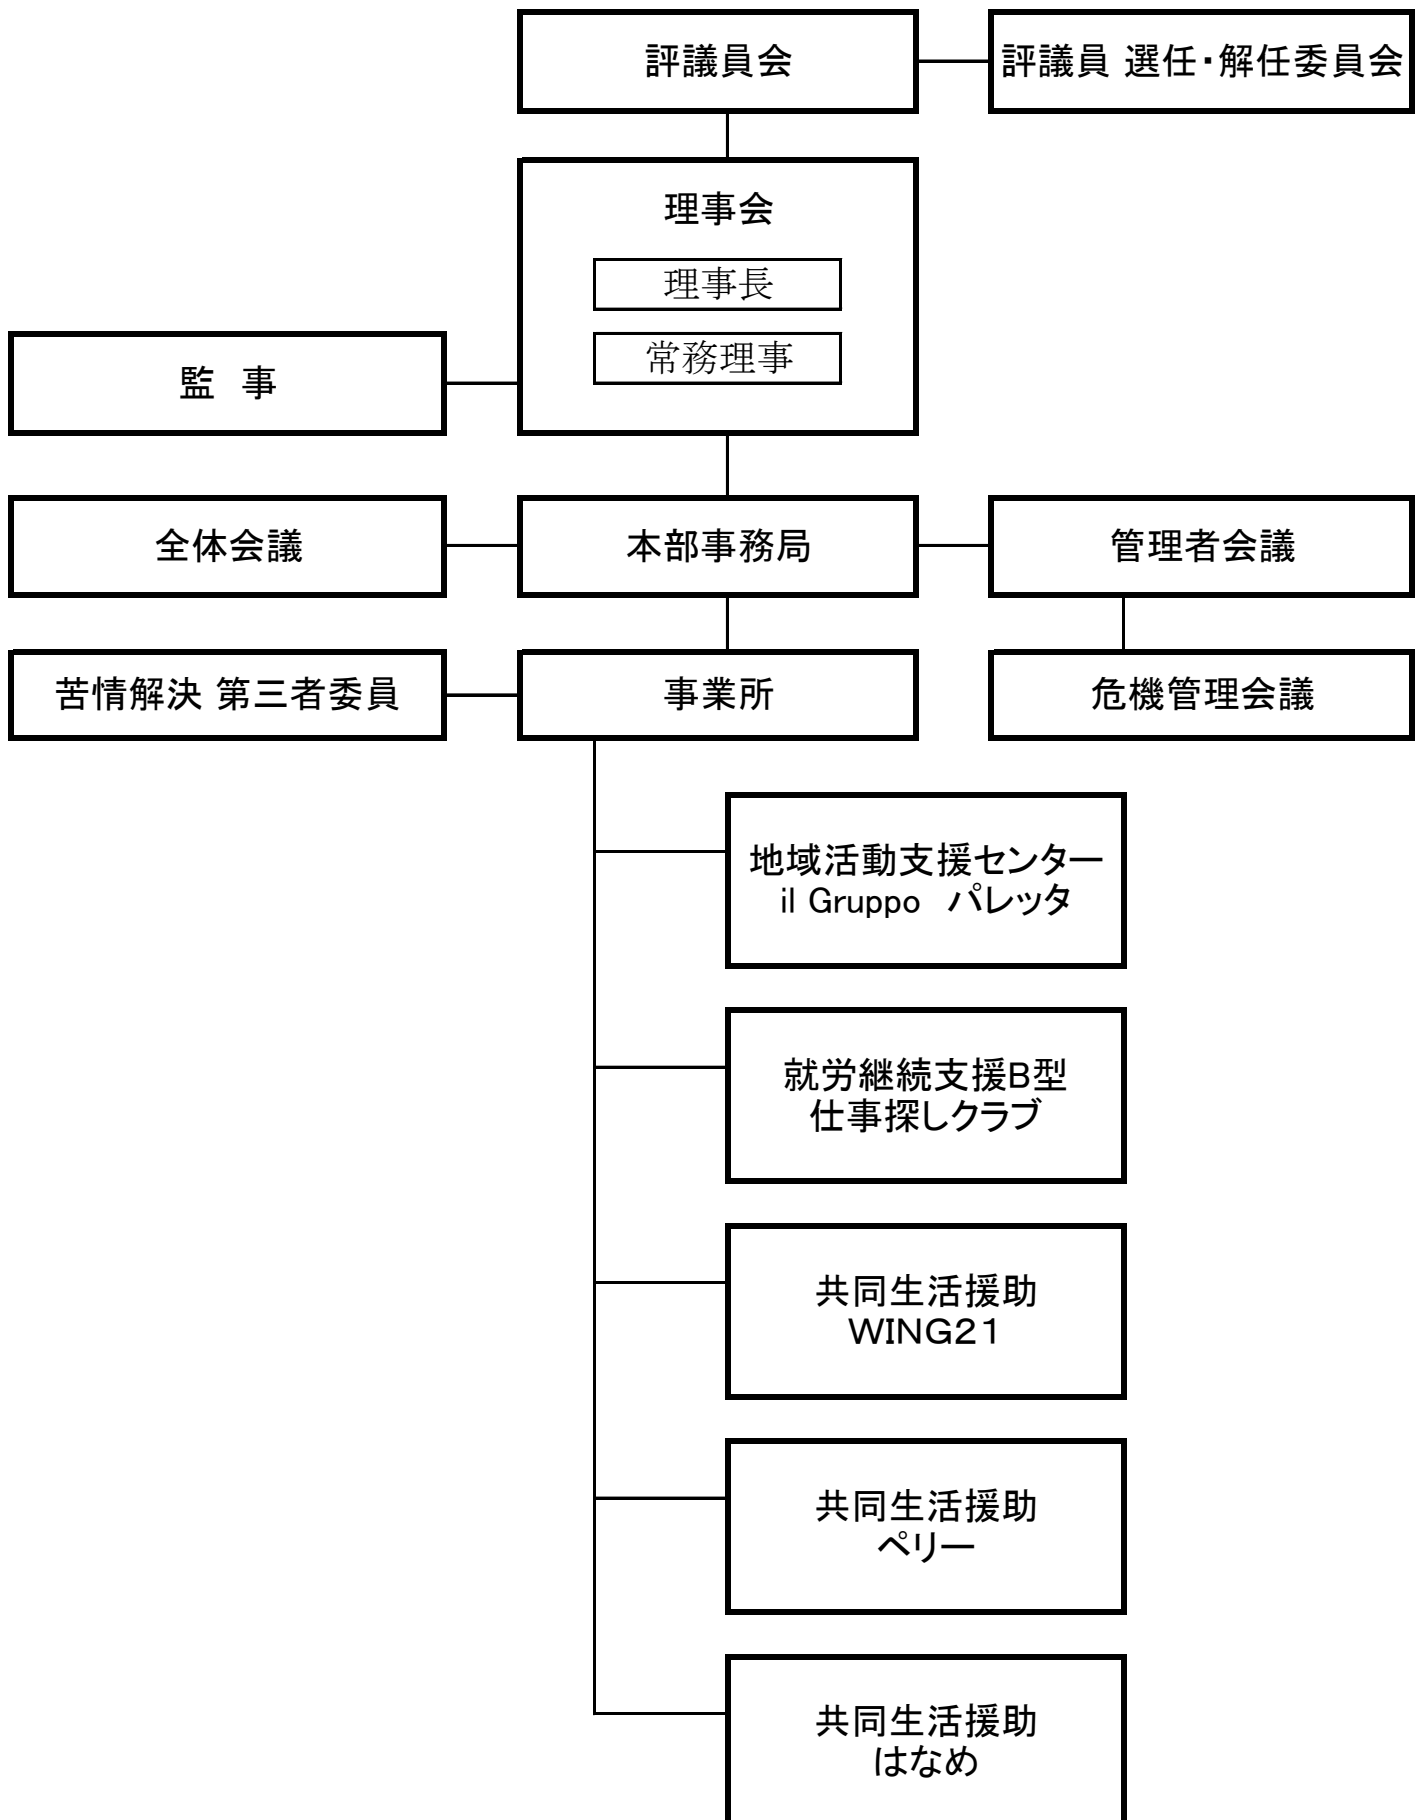 評議員会
評議員 選任・解任委員会
理事会
理事長
常務理事
監　事
全体会議
本部事務局
管理者会議
苦情解決 第三者委員
事業所
危機管理会議
地域活動支援センター
il Gruppo　パレッタ
就労継続支援B型
仕事探しクラブ
共同生活援助
WING21
共同生活援助
ペリー
共同生活援助
はなめ